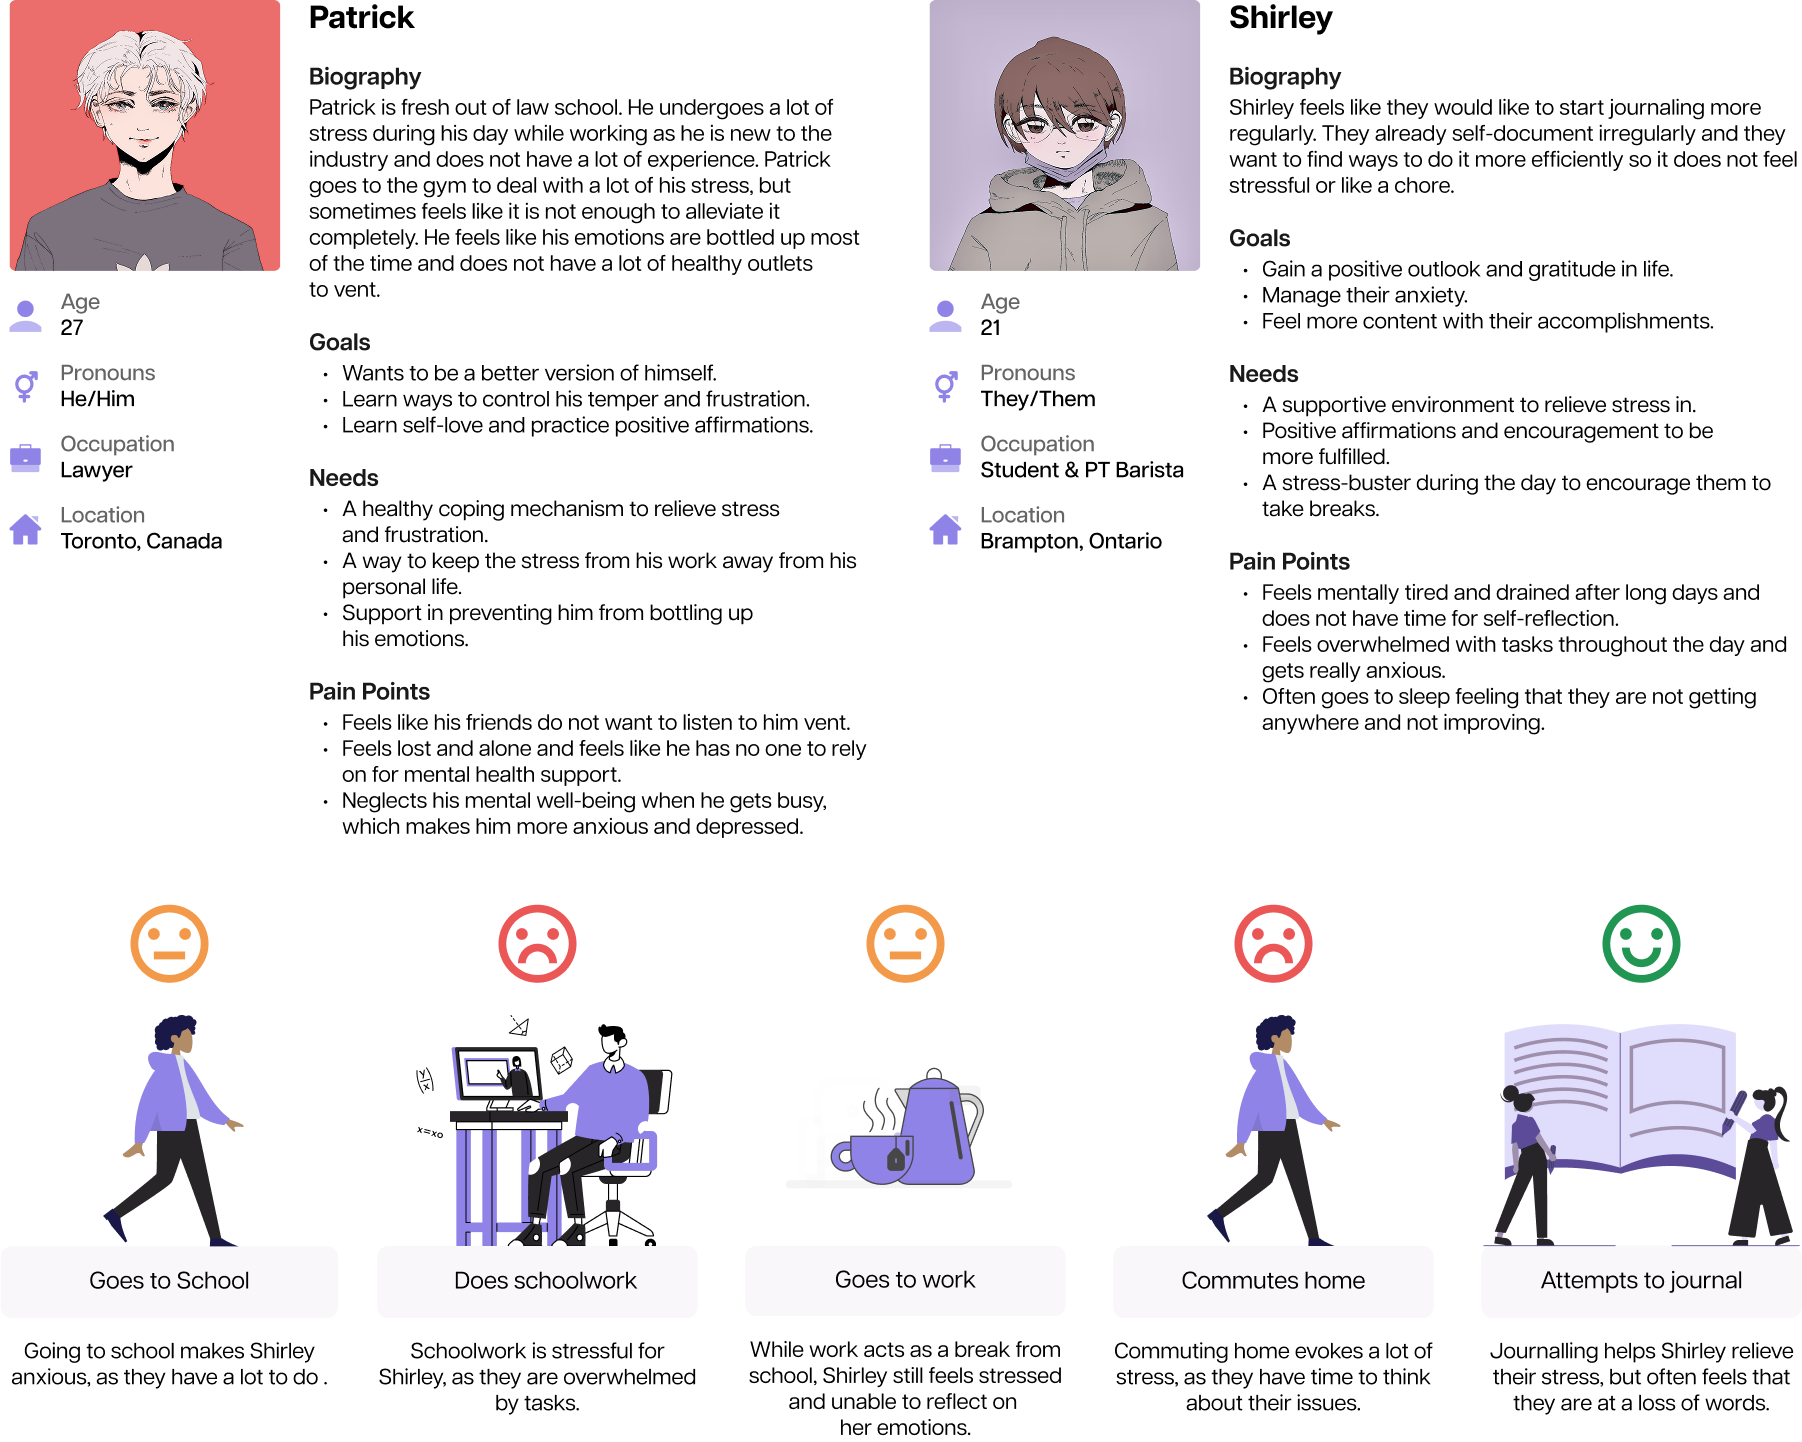 Patrick
Biography
Patrick is fresh out of law school. He undergoes a lot of
stress during his day while working as he is new to the
industry and does not have a lot of experience. Patrick
goes to the gym to deal with a lot of his stress, but
sometimes feels like it is not enough to alleviate it
completely. He feels like his emotions are bottled up most
of the time and does not have a lot of healthy outlets
to vent.
Age
27
Pronouns
He/Him
Occupation
Lawyer
Location
Toronto, Canada
Goals
• Wants to be a better version of himself.
• Learn ways to control his temper and frustration.
• Learn self-love and practice positive affirmations.
Needs
• A healthy coping mechanism to relieve stress
and frustration.
• A way to keep the stress from his work away from his
personal life.
• Support in preventing him from bottling up
his emotions.
Pain Points
• Feels like his friends do not want to listen to him vent.
• Feels lost and alone and feels like he has no one to rely
on for mental health support.
• Neglects his mental well-being when he gets busy,
which makes him more anxious and depressed.
Shirley
Biography
Shirley feels like they would like to start journaling more
regularly. They already self-document irregularly and they
want to find ways to do it more efficiently so it does not feel
stressful or like a chore.
Age
21
Pronouns
They/Them
Occupation
Student & PT Barista
Location
Brampton, Ontario
Goals
• Gain a positive outlook and gratitude in life.
• Manage their anxiety.
• Feel more content with their accomplishments.
Needs
• A supportive environment to relieve stress in.
• Positive affirmations and encouragement to be
more fulfilled.
• A stress-buster during the day to encourage them to
take breaks.
Pain Points
• Feels mentally tired and drained after long days and
does not have time for self-reflection.
• Feels overwhelmed with tasks throughout the day and
gets really anxious.
• Often goes to sleep feeling that they are not getting
anywhere and not improving.
Y/X
x=xo
Goes to School
Going to school makes Shirley
anxious, as they have a lot to do .
Does schoolwork
Schoolwork is stressful for
Shirley, as they are overwhelmed
by tasks.
Goes to work
While work acts as a break from
school, Shirley still feels stressed
and unable to reflect on
her emotions.
Commutes home
Commuting home evokes a lot of
stress, as they have time to think
about their issues.
Attempts to journal
Journalling helps Shirley relieve
their stress, but often feels that
they are at a loss of words.